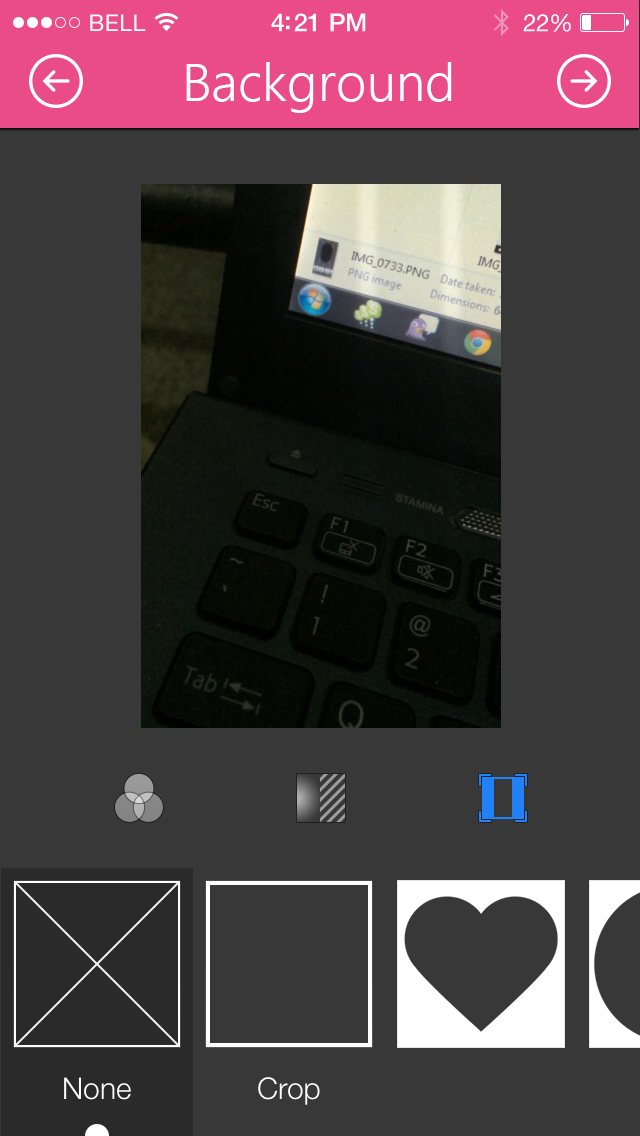 BELL 4:21 PM 22%
Background
IMG_0733.PNG
PNG image
IMG_
Date taken:
Dimensions: 6
STAMINA
Esc
F1
F2
F3
~
`
!
1
@
2
Tab
Q
None
Crop